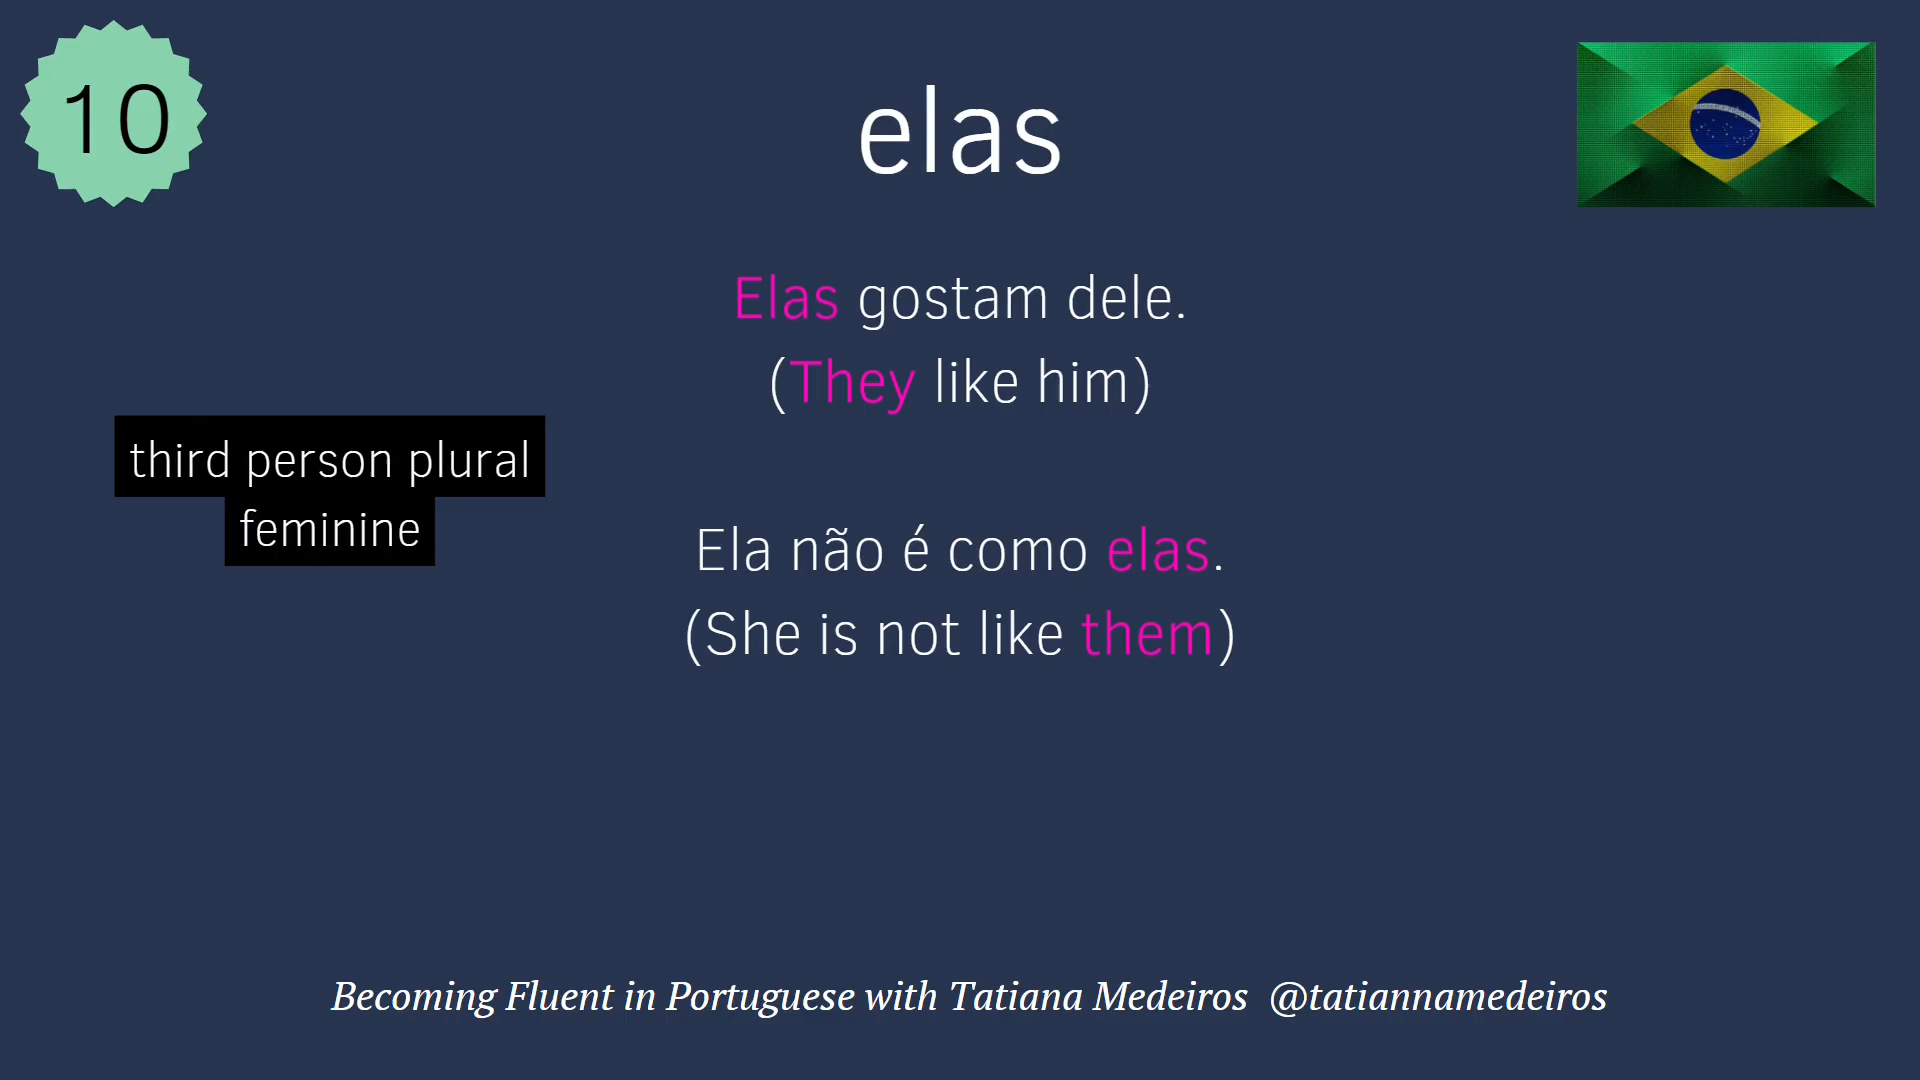 10
elas
Elas gostam dele.
(They like him)
third person plural
feminine
Ela não é como elas.
(She is not like them)
Becoming Fluent in Portuguese with Tatiana Medeiros @tatiannamedeiros